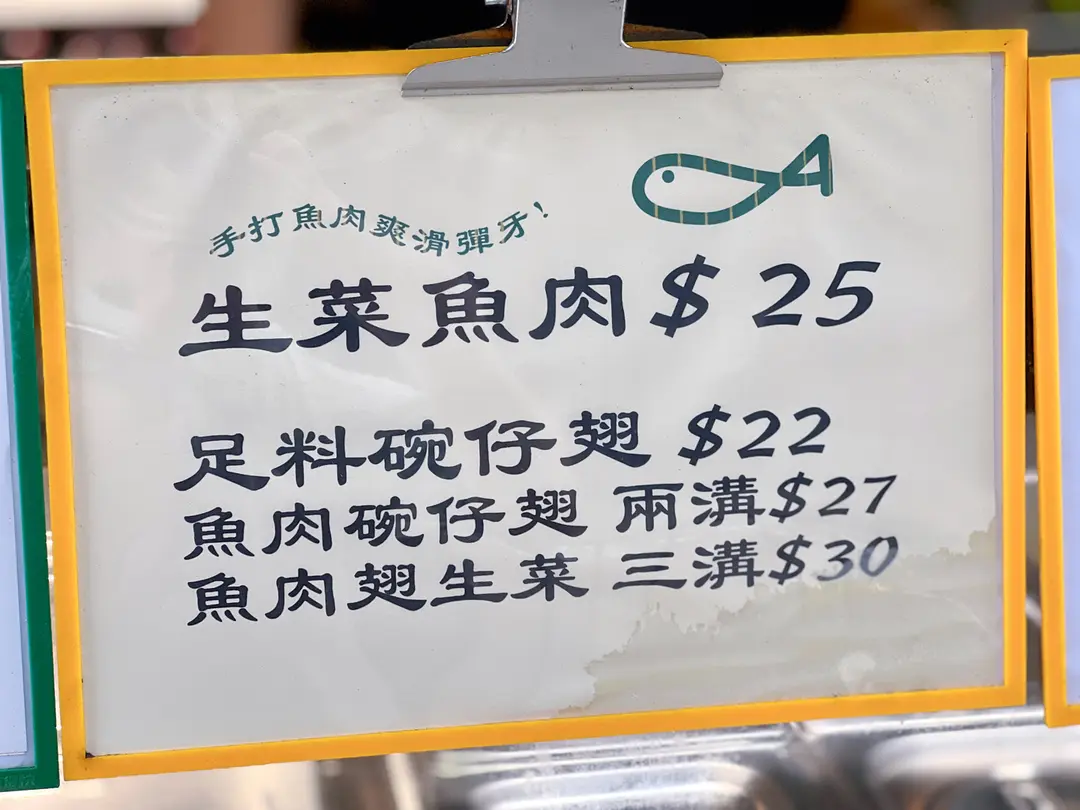 手打魚肉爽滑彈牙!
生菜魚肉$ 25
足料碗仔翅 $22
魚肉碗仔翅 兩溝$27
魚肉翅生菜 三溝$30